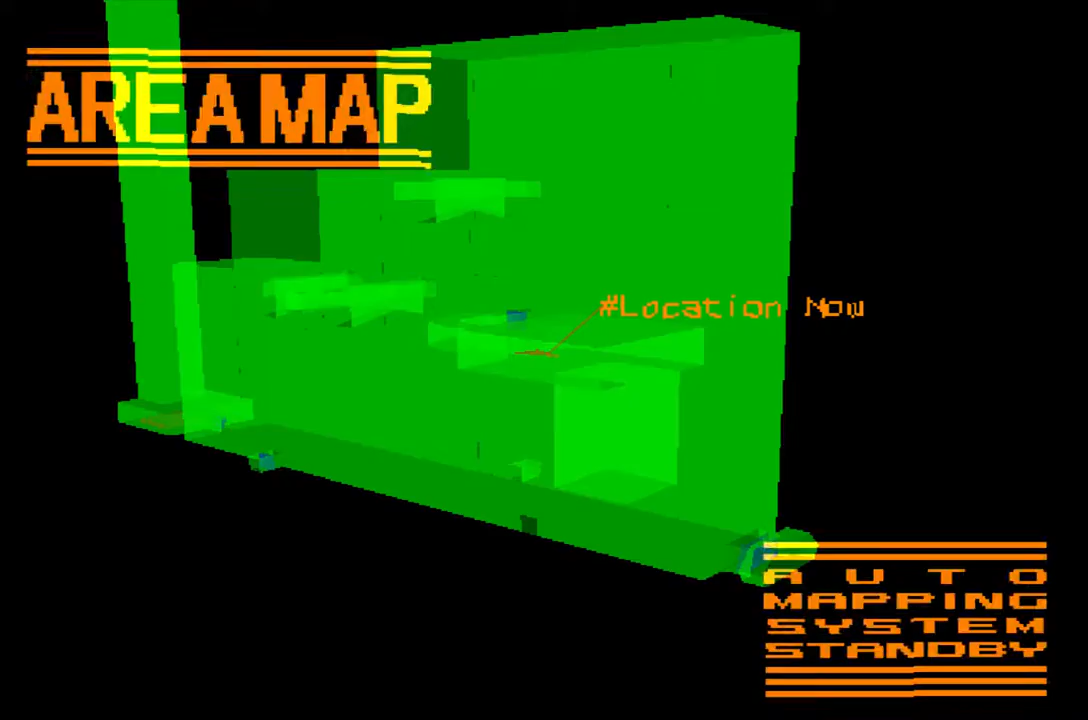 AREA MAP
#Location Now
AUTO
MAPPING
SYSTEM
STANDBY